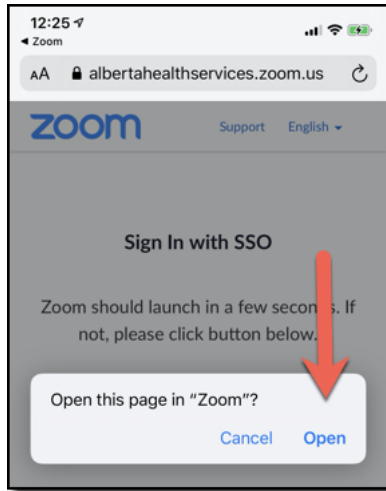 12:25
Zoom
AA albertahealthservices.zoom.us
zoom Support English
Sign In with SSO
Zoom should launch in a few seconds. If
not, please click button below.
Open this page in “Zoom”?
Cancel Open